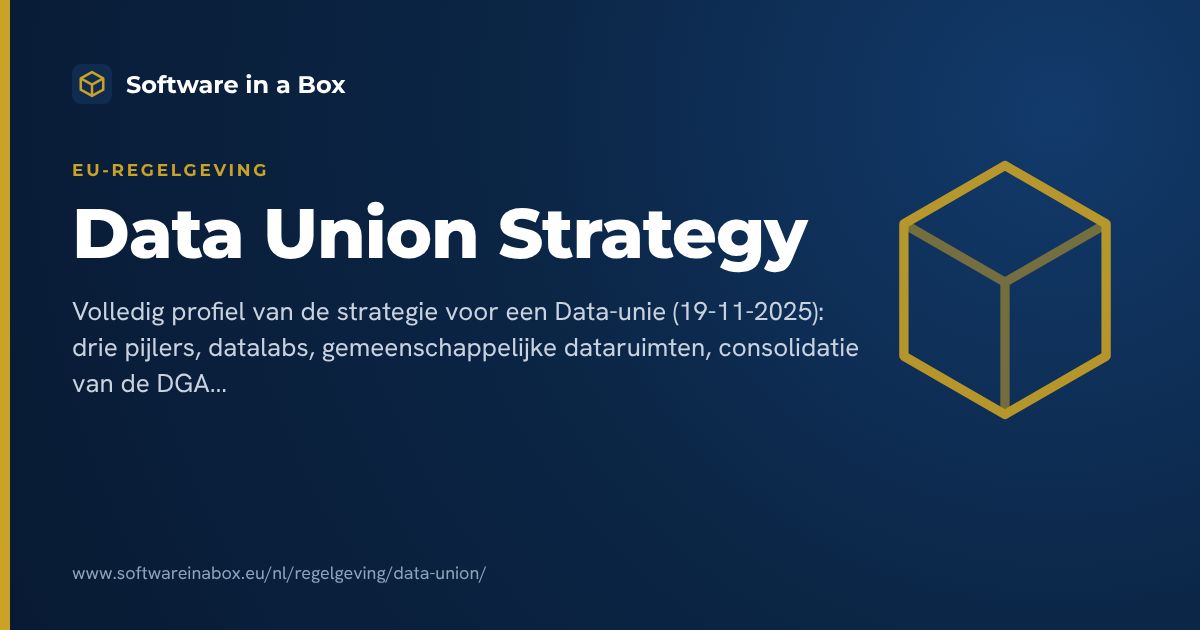 Software in a Box
EU-REGELGEVING
Data Union Strategy
Volledig profiel van de strategie voor een Data-unie (19-11-2025):
drie pijlers, datalabs, gemeenschappelijke dataruimten, consolidatie
van de DGA…
www.softwareinabox.eu/nl/regelgeving/data-union/